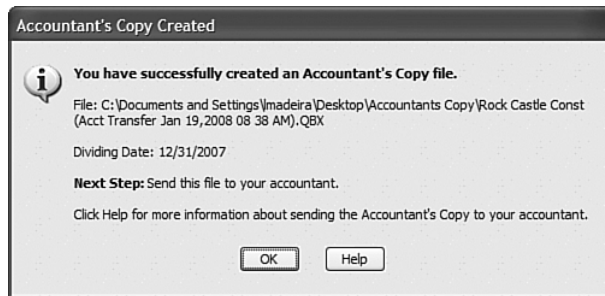 Accountant's Copy Created
You have successfully created an Accountant's Copy file.
File: C:\Documents and Settings\lmadeira\Desktop\Accountants Copy\Rock Castle Const
(Acct Transfer Jan 19,2008 08 38 AM).QBX
Dividing Date: 12/31/2007
Next Step: Send this file to your accountant.
Click Help for more information about sending the Accountant's Copy to your accountant.
OK Help